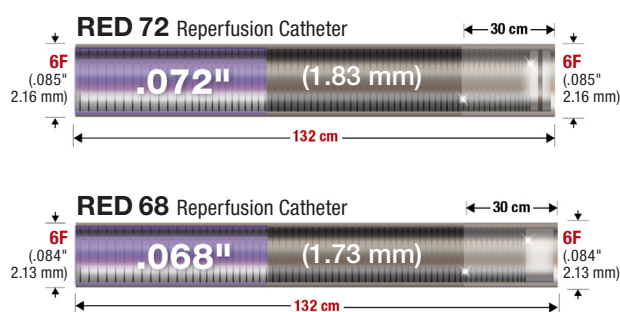 RED 72 Reperfusion Catheter
30 cm
6F
(.085"
2.16 mm)
.072"
(1.83 mm)
6F
(.085"
2.16 mm)
132 cm
RED 68 Reperfusion Catheter
30 cm
6F
(.084"
2.13 mm)
.068"
(1.73 mm)
6F
(.084"
2.13 mm)
132 cm